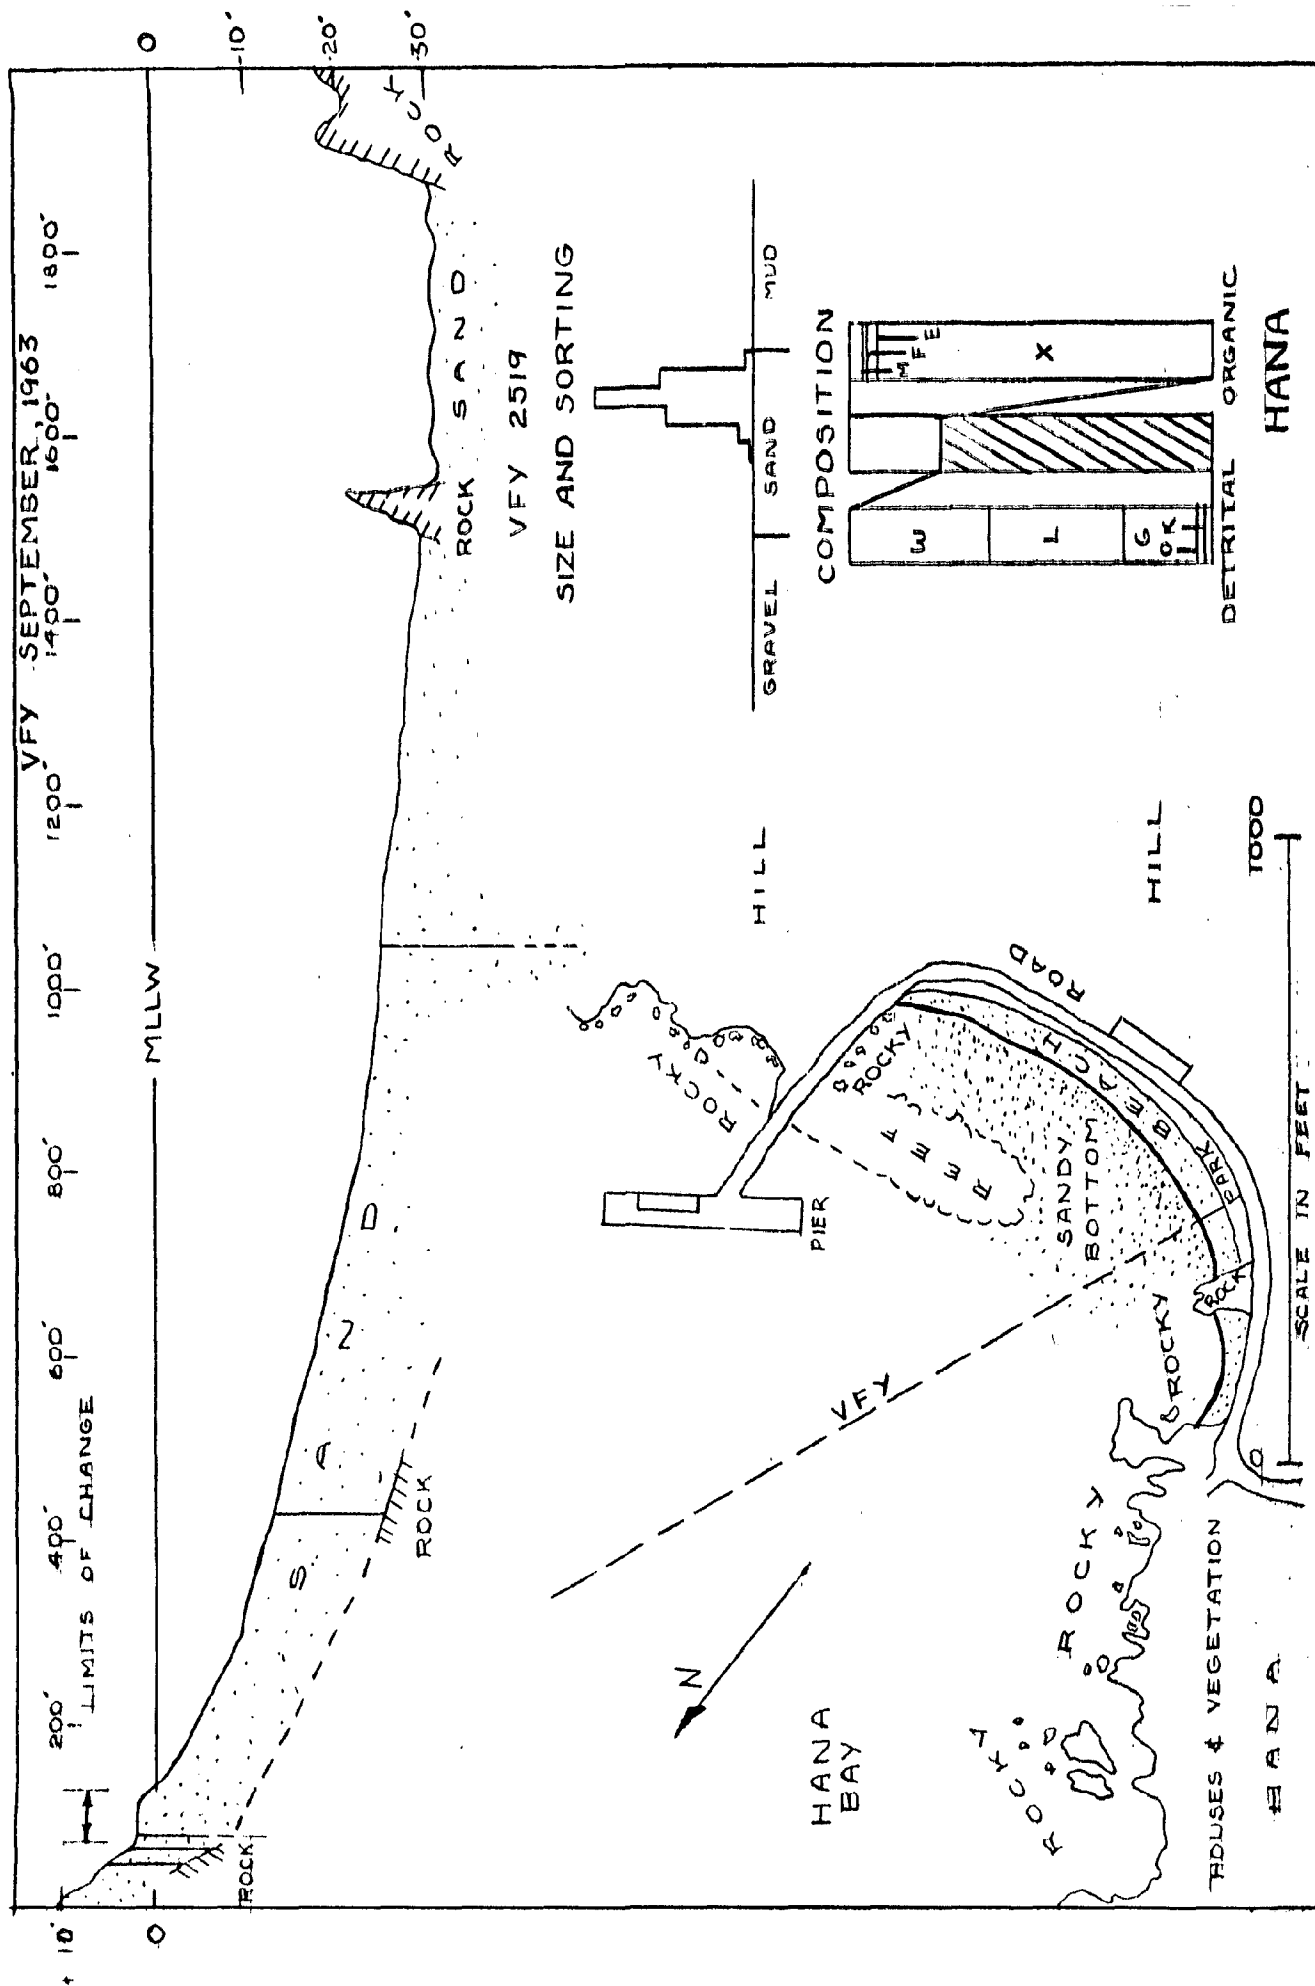 VFY SEPTEMBER, 1963
200' 400' 600' 800' 1000' 1200' 1400' 1600' 1800'
LIMITS OF CHANGE
+10'
0
MLLW
0
-10'
-20'
-30'
ROCK
SAND
ROCK
ROCK
SAND
ROCK
VFY 2519
SIZE AND SORTING
GRAVEL SAND MUD
COMPOSITION
W
L
G
O K
M F E
X
DETRITAL ORGANIC
HANA
HILL
HILL
ROCKY
PIER
ROCKY
REEF
SANDY
BOTTOM
BEACH
PARK
ROAD
ROCK
ROCKY
VFY
N
HANA
BAY
ROCKY
ROCKY
HOUSES & VEGETATION
HANA
0 1000
SCALE IN FEET